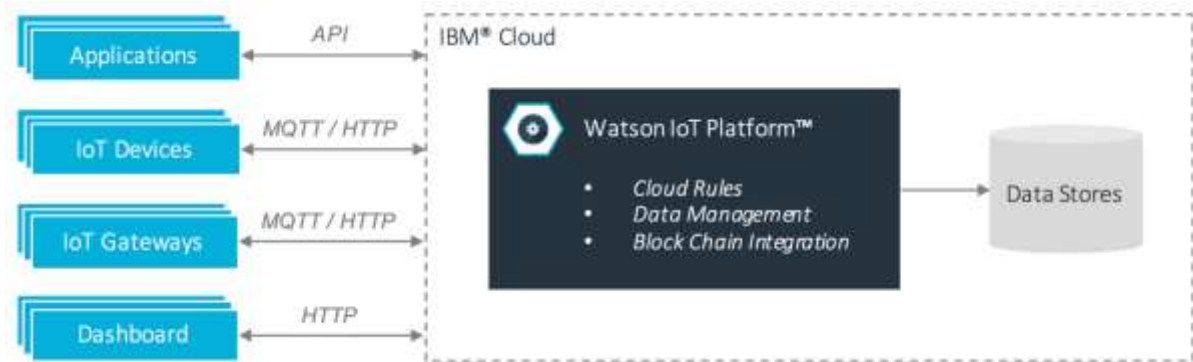 Applications
API
IBM® Cloud
IoT Devices
MQTT / HTTP
Watson IoT Platform™
• Cloud Rules
• Data Management
• Block Chain Integration
Data Stores
IoT Gateways
MQTT / HTTP
Dashboard
HTTP